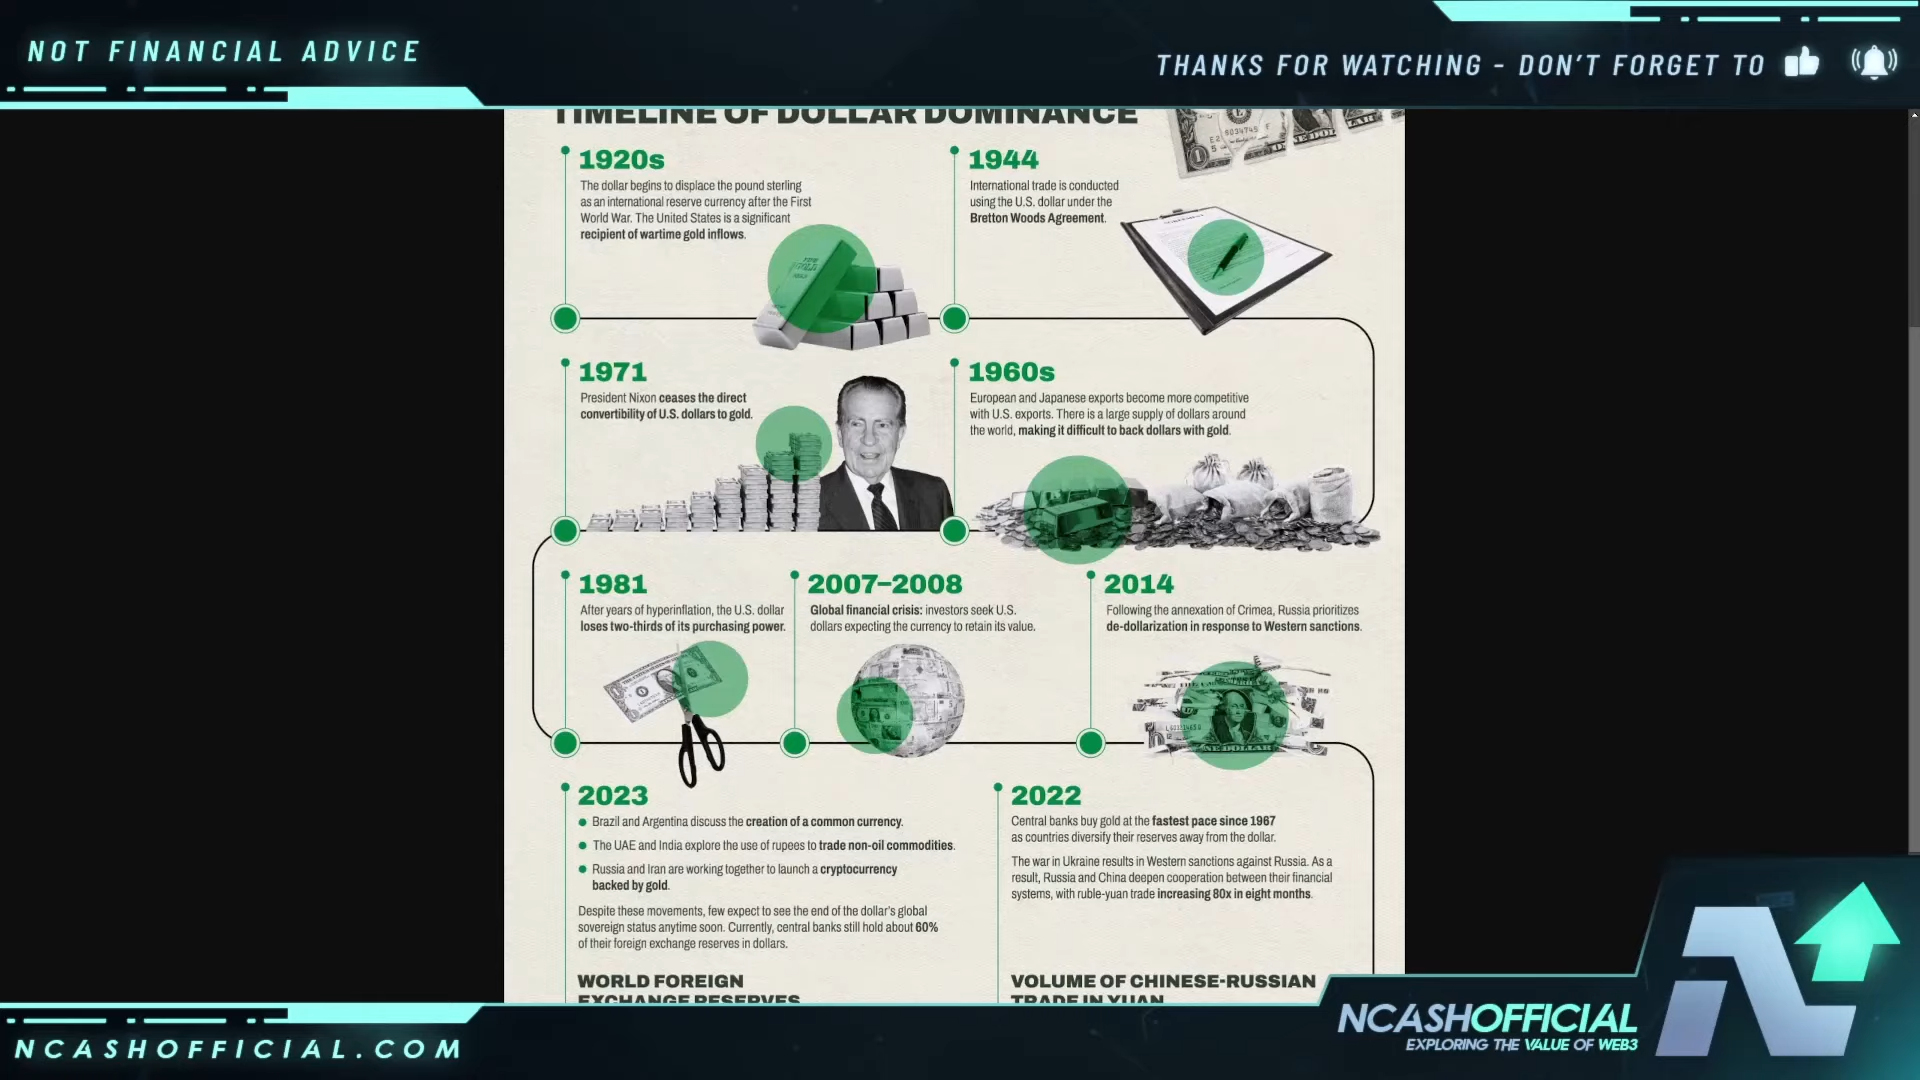 NOT FINANCIAL ADVICE
THANKS FOR WATCHING - DON'T FORGET TO
TIMELINE OF DOLLAR DOMINANCE
1920s
The dollar begins to displace the pound sterling
as an international reserve currency after the First
World War. The United States is a significant
recipient of wartime gold inflows.
1944
International trade is conducted
using the U.S. dollar under the
Bretton Woods Agreement.
1971
President Nixon ceases the direct
convertibility of U.S. dollars to gold.
1960s
European and Japanese exports become more competitive
with U.S. exports. There is a large supply of dollars around
the world, making it difficult to back dollars with gold.
1981
After years of hyperinflation, the U.S. dollar
loses two-thirds of its purchasing power.
2007–2008
Global financial crisis: investors seek U.S.
dollars expecting the currency to retain its value.
2014
Following the annexation of Crimea, Russia prioritizes
de-dollarization in response to Western sanctions.
ONE DOLLAR
2023
Brazil and Argentina discuss the creation of a common currency.
The UAE and India explore the use of rupees to trade non-oil commodities.
Russia and Iran are working together to launch a cryptocurrency
backed by gold.
Despite these movements, few expect to see the end of the dollar's global
sovereign status anytime soon. Currently, central banks still hold about 60%
of their foreign exchange reserves in dollars.
2022
Central banks buy gold at the fastest pace since 1967
as countries diversify their reserves away from the dollar.
The war in Ukraine results in Western sanctions against Russia. As a
result, Russia and China deepen cooperation between their financial
systems, with ruble-yuan trade increasing 80x in eight months.
WORLD FOREIGN
EXCHANGE RESERVES
VOLUME OF CHINESE-RUSSIAN
TRADE IN YUAN
NCASHOFFICIAL.COM
NCASHOFFICIAL
EXPLORING THE VALUE OF WEB3